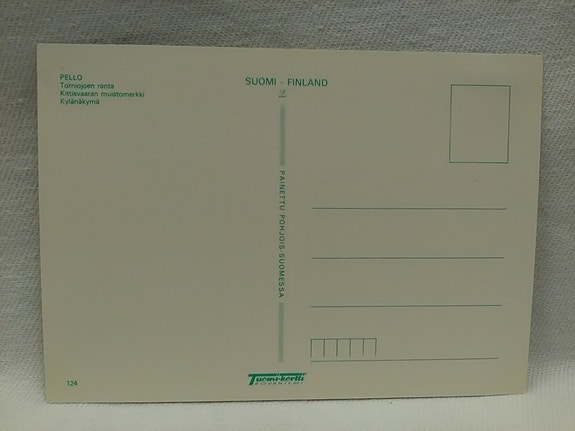 PELLO
Tornionjoen ranta
Kittisvaaran muistomerkki
Kylänäkymä
SUOMI - FINLAND
PAINETTU POHJOIS-SUOMESSA
124
Tuomi-kortti